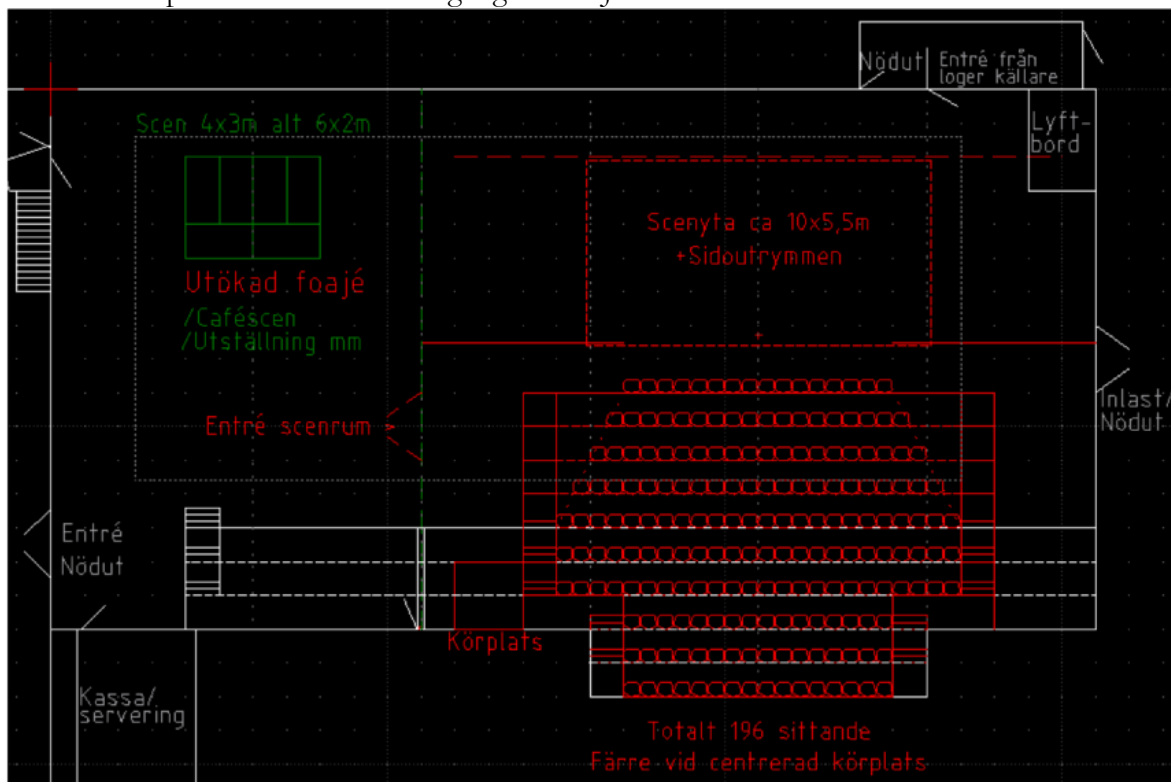 Nödut
Entré från
loger källare
Scen 4x3m alt 6x2m
Lyft-
bord
Scenyta ca 10x5,5m
+Sidoutrymmen
Utökad foajé
/Caféscen
/Utställning mm
Entré scenrum
Inlast/
Nödut
Entré
Nödut
Körplats
Kassa/
servering
Totalt 196 sittande
Färre vid centrerad körplats